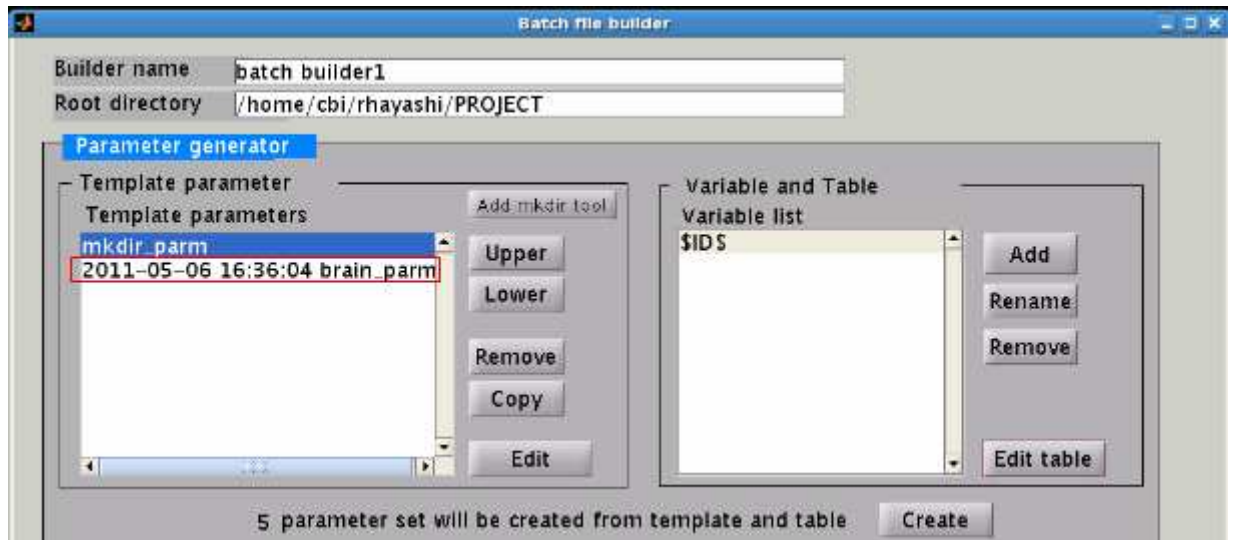 Batch file builder
Builder name batch builder1
Root directory /home/cbi/rhayashi/PROJECT
Parameter generator
Template parameter
Template parameters
Add mkdir tool
mkdir_parm
2011-05-06 16:36:04 brain_parm
Upper
Lower
Remove
Copy
Edit
Variable and Table
Variable list
$ID$
Add
Rename
Remove
Edit table
5 parameter set will be created from template and table Create